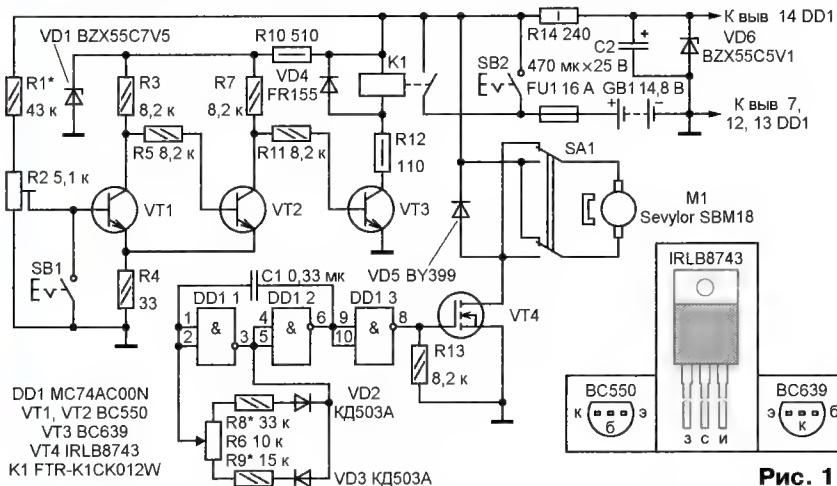 VD1 BZX55C7V5
R10 510
R14 240
К выв 14 DD1
C2
+
VD6
BZX55C5V1
R1*
43 к
R3
8,2 к
R7
8,2 к
VD4
FR155
K1
SB2
470 мк×25 В
FU1 16 А
GB1 14,8 В
+
−
К выв 7,
12, 13 DD1
R5 8,2 к
R11 8,2 к
R12
110
SA1
R2 5,1 к
VT1
VT2
VT3
M1
Sevylor SBM18
SB1
R4
33
VD5 BY399
IRLB8743
C1 0,33 мк
DD1 1
DD1 2
DD1 3
VT4
1
2
&
3
4
5
&
6
9
10
&
8
R13
8,2 к
DD1 MC74AC00N
VT1, VT2 BC550
VT3 BC639
VT4 IRLB8743
K1 FTR-K1CK012W
R8* 33 к
R6 10 к
R9* 15 к
VD2
КД503А
VD3 КД503А
BC550
к
б
э
з с и
BC639
э
к
б
Рис. 1